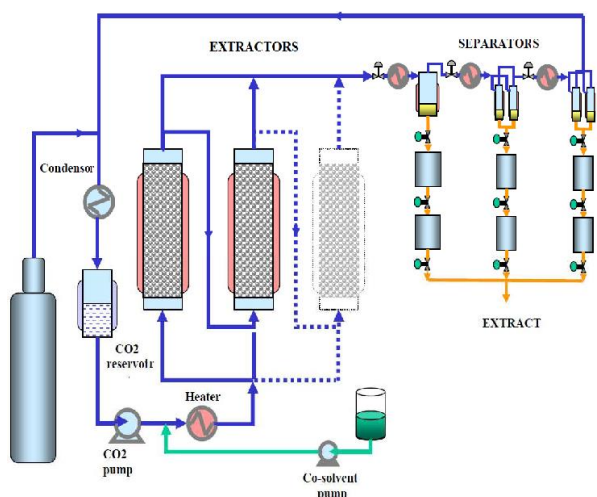 EXTRACTORS
SEPARATORS
Condensor
CO2
reservoir
EXTRACT
Heater
CO2
pump
Co-solvent
pump